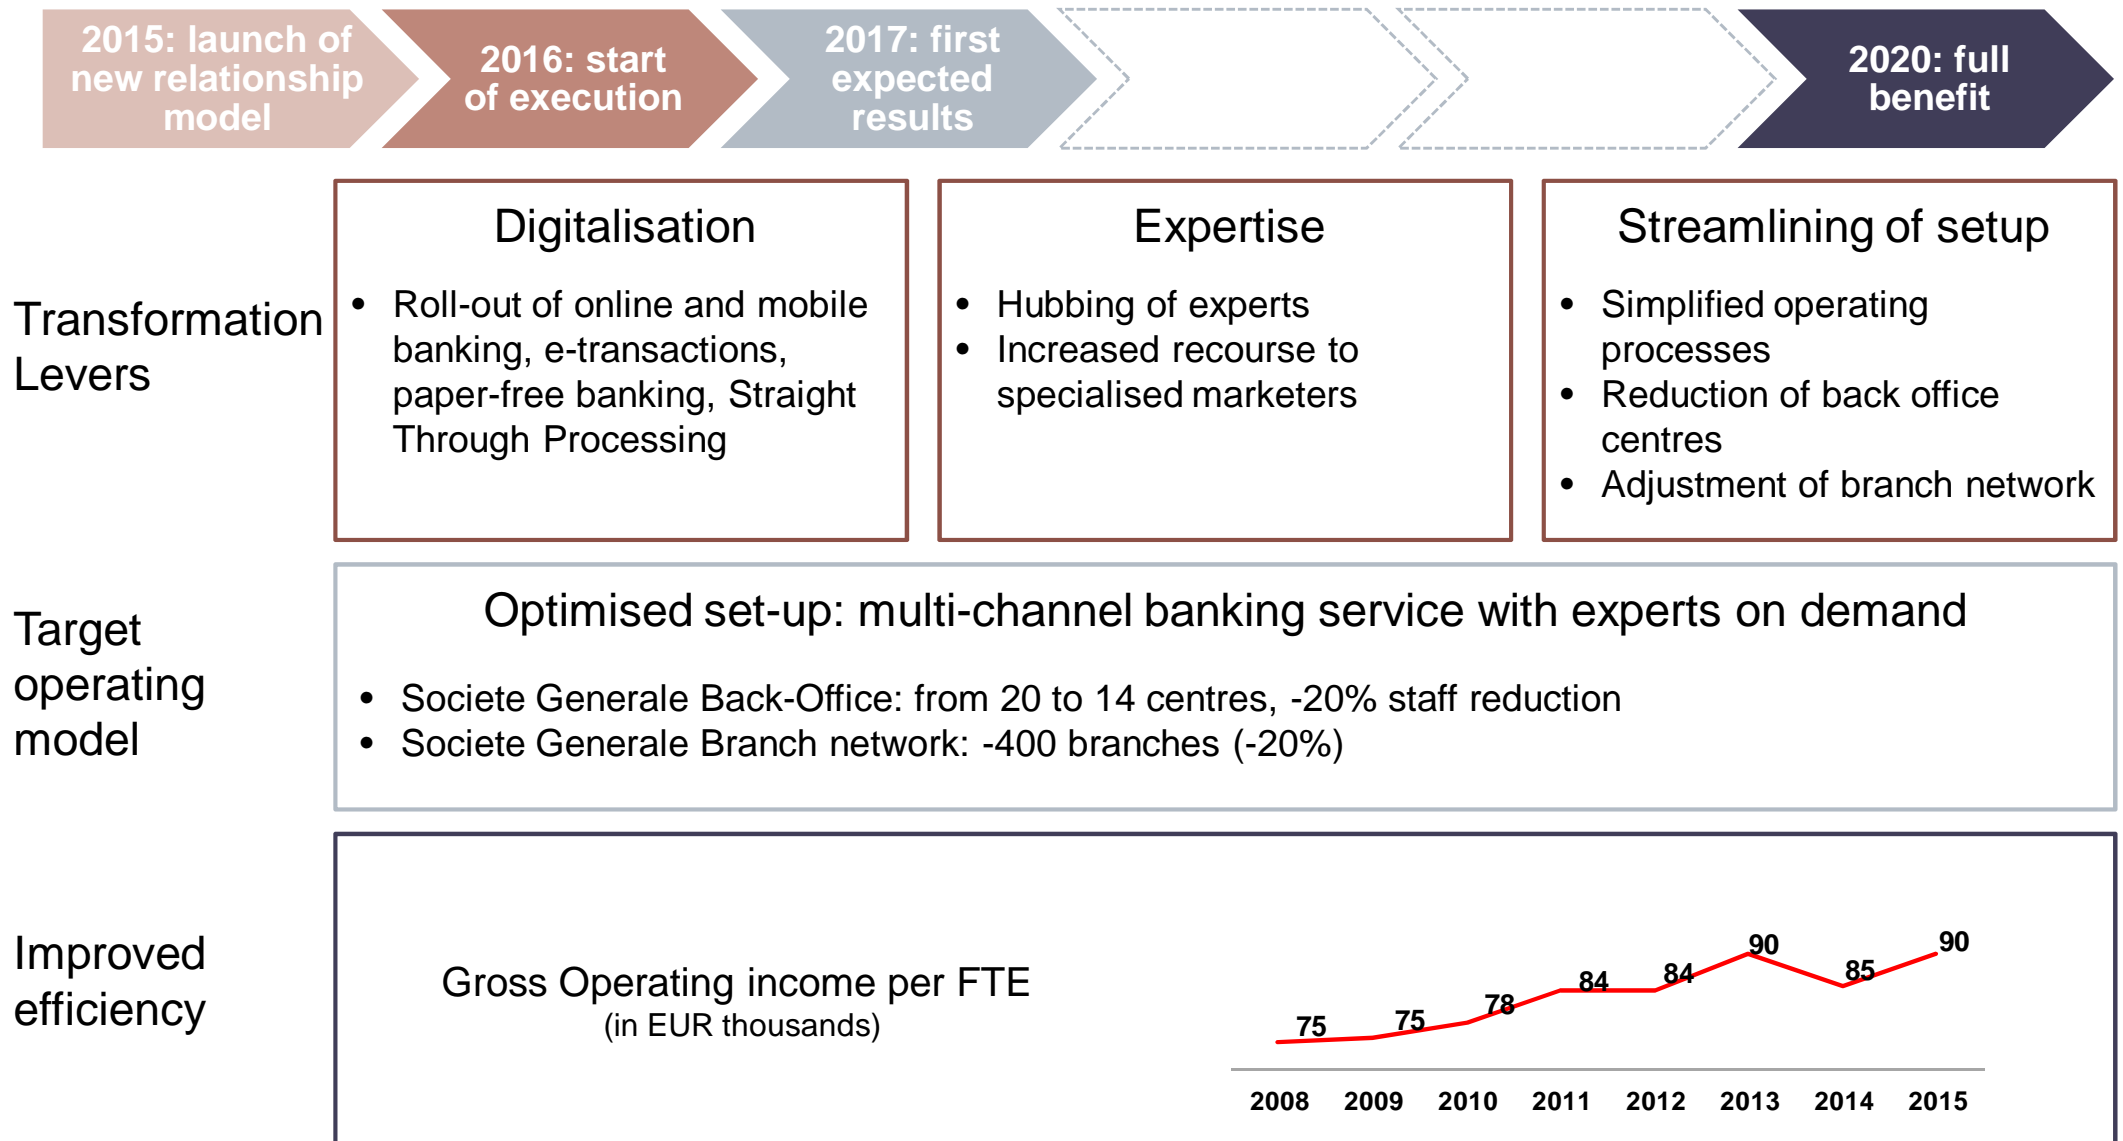 2015: launch of
new relationship
model
2016: start
of execution
2017: first
expected
results
2020: full
benefit
Transformation
Levers
Digitalisation
• Roll-out of online and mobile
banking, e-transactions,
paper-free banking, Straight
Through Processing
Expertise
• Hubbing of experts
• Increased recourse to
specialised marketers
Streamlining of setup
• Simplified operating
processes
• Reduction of back office
centres
• Adjustment of branch network
Target
operating
model
Optimised set-up: multi-channel banking service with experts on demand
• Societe Generale Back-Office: from 20 to 14 centres, -20% staff reduction
• Societe Generale Branch network: -400 branches (-20%)
Improved
efficiency
Gross Operating income per FTE
(in EUR thousands)
75 75 78 84 84 90 85 90
2008 2009 2010 2011 2012 2013 2014 2015